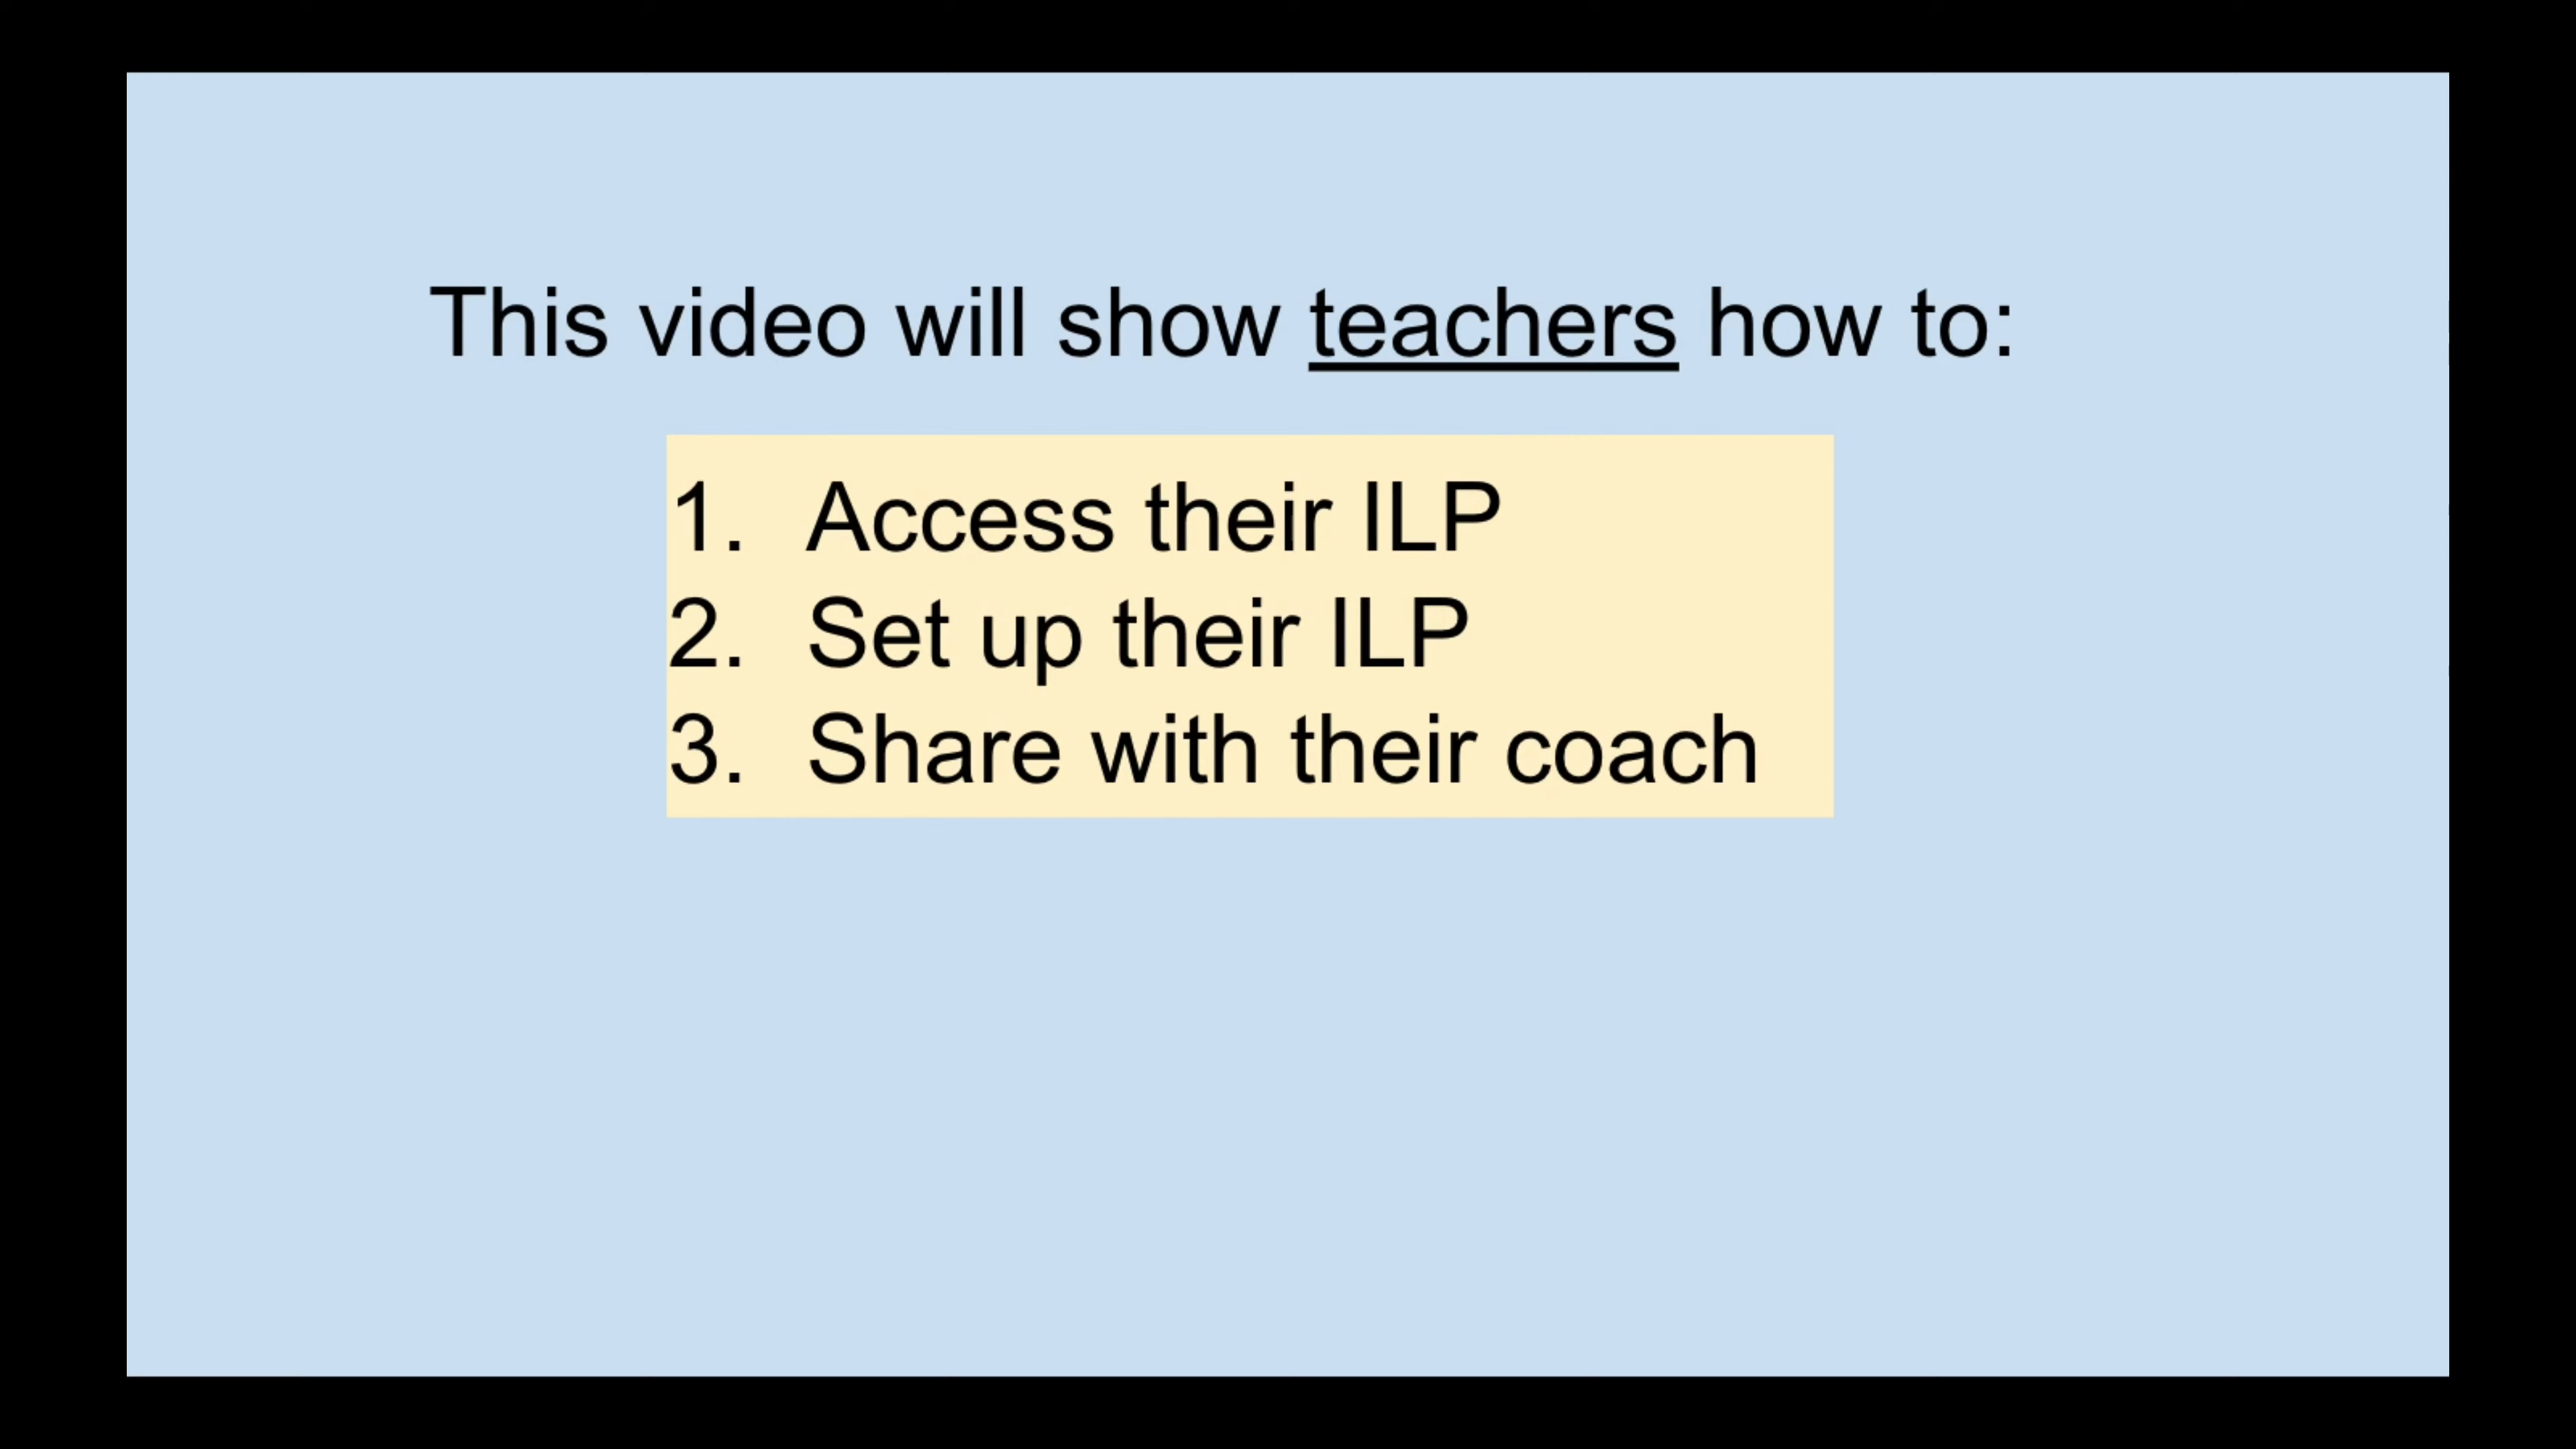 This video will show teachers how to:
1. Access their ILP
2. Set up their ILP
3. Share with their coach